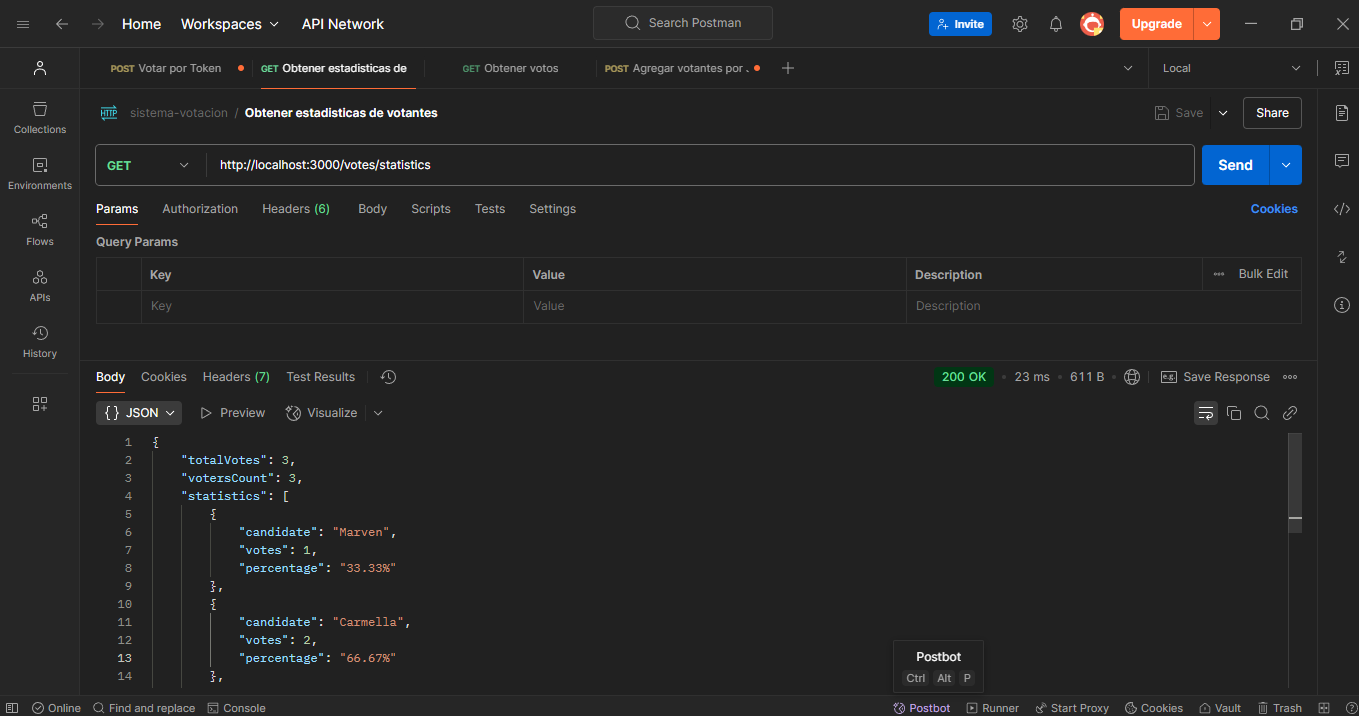 Home Workspaces API Network Search Postman Invite Upgrade
POST Votar por Token GET Obtener estadisticas de GET Obtener votos POST Agregar votantes por . Local
HTTP sistema-votacion / Obtener estadisticas de votantes Save Share
Collections
GET http://localhost:3000/votes/statistics Send
Environments
Params Authorization Headers (6) Body Scripts Tests Settings Cookies
Flows
Query Params
Key Value Description Bulk Edit
APIs
Key Value Description
History
Body Cookies Headers (7) Test Results 200 OK 23 ms 611 B e.g. Save Response
{} JSON Preview Visualize
1 {
2 "totalVotes": 3,
3 "votersCount": 3,
4 "statistics": [
5 {
6 "candidate": "Marven",
7 "votes": 1,
8 "percentage": "33.33%"
9 },
10 {
11 "candidate": "Carmella",
12 "votes": 2,
13 "percentage": "66.67%"
14 },
Postbot
Ctrl Alt P
Online Find and replace Console Postbot Runner Start Proxy Cookies Vault Trash